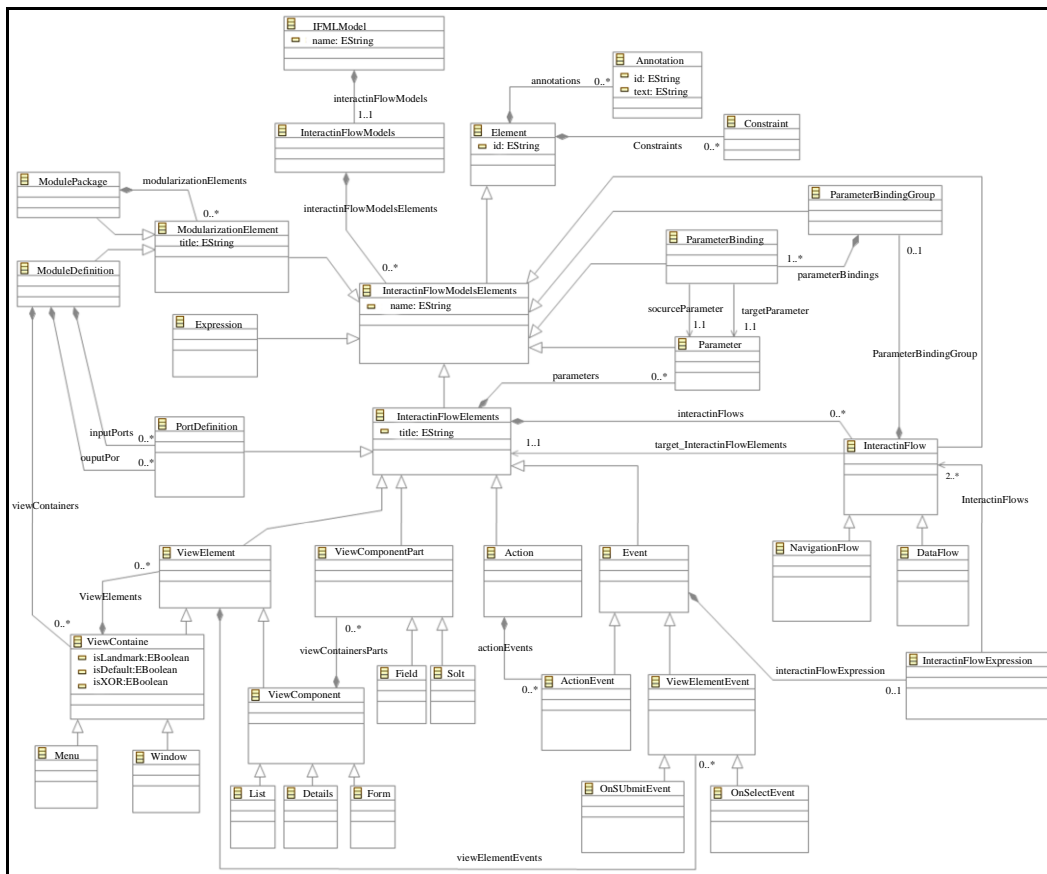 IFMLModel
name: EString
interactinFlowModels
1..1
InteractinFlowModels
interactinFlowModelsElements
0..*
Annotation
id: EString
text: EString
annotations
0..*
Element
id: EString
Constraint
Constraints
0..*
ModulePackage
modularizationElements
0..*
ModularizationElement
title: EString
ModuleDefinition
ParameterBindingGroup
0..1
ParameterBinding
1..*
parameterBindings
socurceParameter
targetParameter
1.1
1.1
InteractinFlowModelsElements
name: EString
Expression
Parameter
ParameterBindingGroup
parameters
0..*
InteractinFlowElements
title: EString
interactinFlows
0..*
1..1
target_InteractinFlowElements
InteractinFlow
2..*
InteractinFlows
PortDefinition
inputPorts
0..*
ouputPor
0..*
viewContainers
0..*
ViewElement
0..*
ViewElements
ViewComponentPart
0..*
viewContainersParts
Action
actionEvents
0..*
Event
NavigationFlow
DataFlow
ViewContaine
isLandmark:EBoolean
isDefault:EBoolean
isXOR:EBoolean
Field
Solt
ViewComponent
ActionEvent
ViewElementEvent
interactinFlowExpression
0..1
InteractinFlowExpression
Menu
Window
List
Details
Form
OnSUbmitEvent
0..*
OnSelectEvent
viewElementEvents